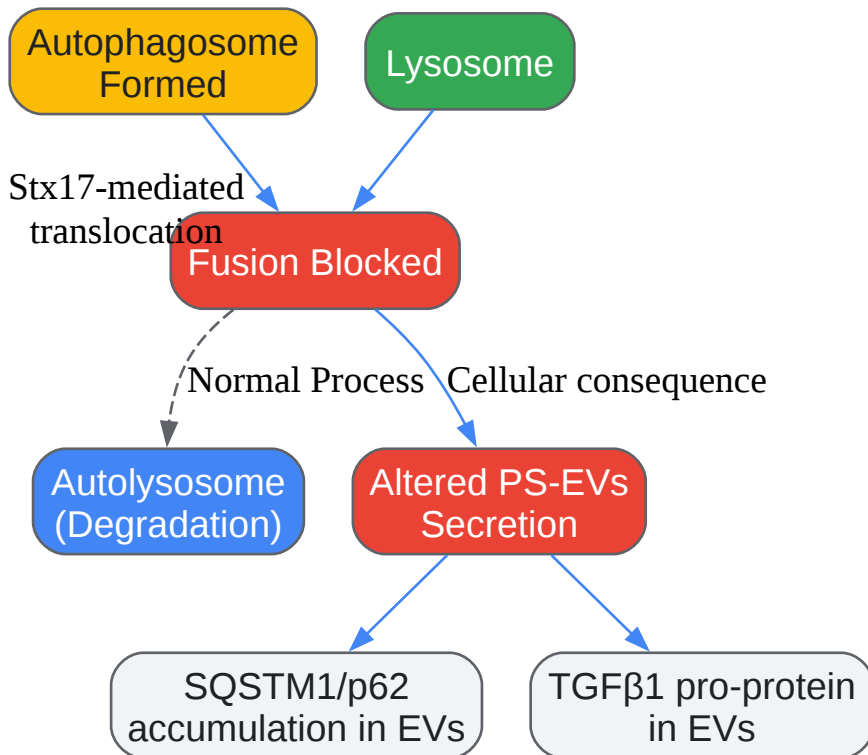 Autophagosome
Formed
Lysosome
Stx17-mediated
translocation
Fusion Blocked
Normal Process
Cellular consequence
Autolysosome
(Degradation)
Altered PS-EVs
Secretion
SQSTM1/p62
accumulation in EVs
TGFβ1 pro-protein
in EVs